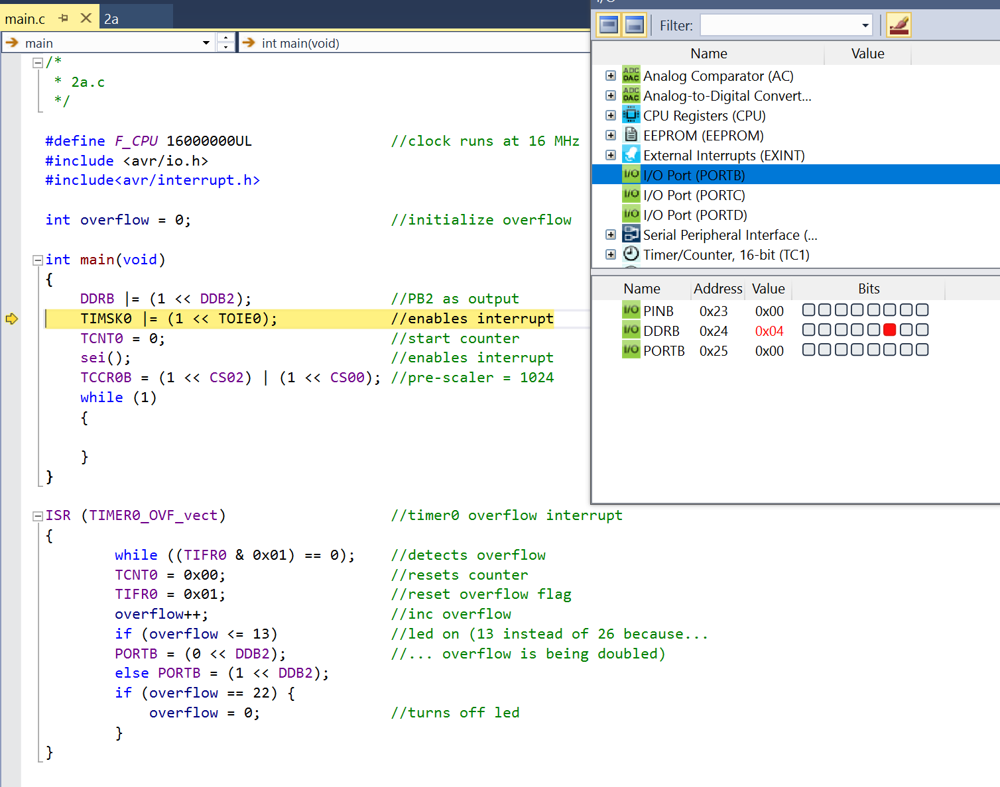 main.c
2a
main
int main(void)
/*
* 2a.c
*/
#define F_CPU 16000000UL //clock runs at 16 MHz
#include <avr/io.h>
#include<avr/interrupt.h>
int overflow = 0; //initialize overflow
int main(void)
{
DDRB |= (1 << DDB2); //PB2 as output
TIMSK0 |= (1 << TOIE0); //enables interrupt
TCNT0 = 0; //start counter
sei(); //enables interrupt
TCCR0B = (1 << CS02) | (1 << CS00); //pre-scaler = 1024
while (1)
{
}
}
ISR (TIMER0_OVF_vect) //timer0 overflow interrupt
{
while ((TIFR0 & 0x01) == 0); //detects overflow
TCNT0 = 0x00; //resets counter
TIFR0 = 0x01; //reset overflow flag
overflow++; //inc overflow
if (overflow <= 13) //led on (13 instead of 26 because...
PORTB = (0 << DDB2); //... overflow is being doubled)
else PORTB = (1 << DDB2);
if (overflow == 22) {
overflow = 0; //turns off led
}
}
Filter:
Name Value
ADC DAC Analog Comparator (AC)
ADC DAC Analog-to-Digital Convert...
CPU Registers (CPU)
EEPROM (EEPROM)
External Interrupts (EXINT)
I/O I/O Port (PORTB)
I/O I/O Port (PORTC)
I/O I/O Port (PORTD)
Serial Peripheral Interface (...
Timer/Counter, 16-bit (TC1)
Name Address Value Bits
I/O PINB 0x23 0x00
I/O DDRB 0x24 0x04
I/O PORTB 0x25 0x00